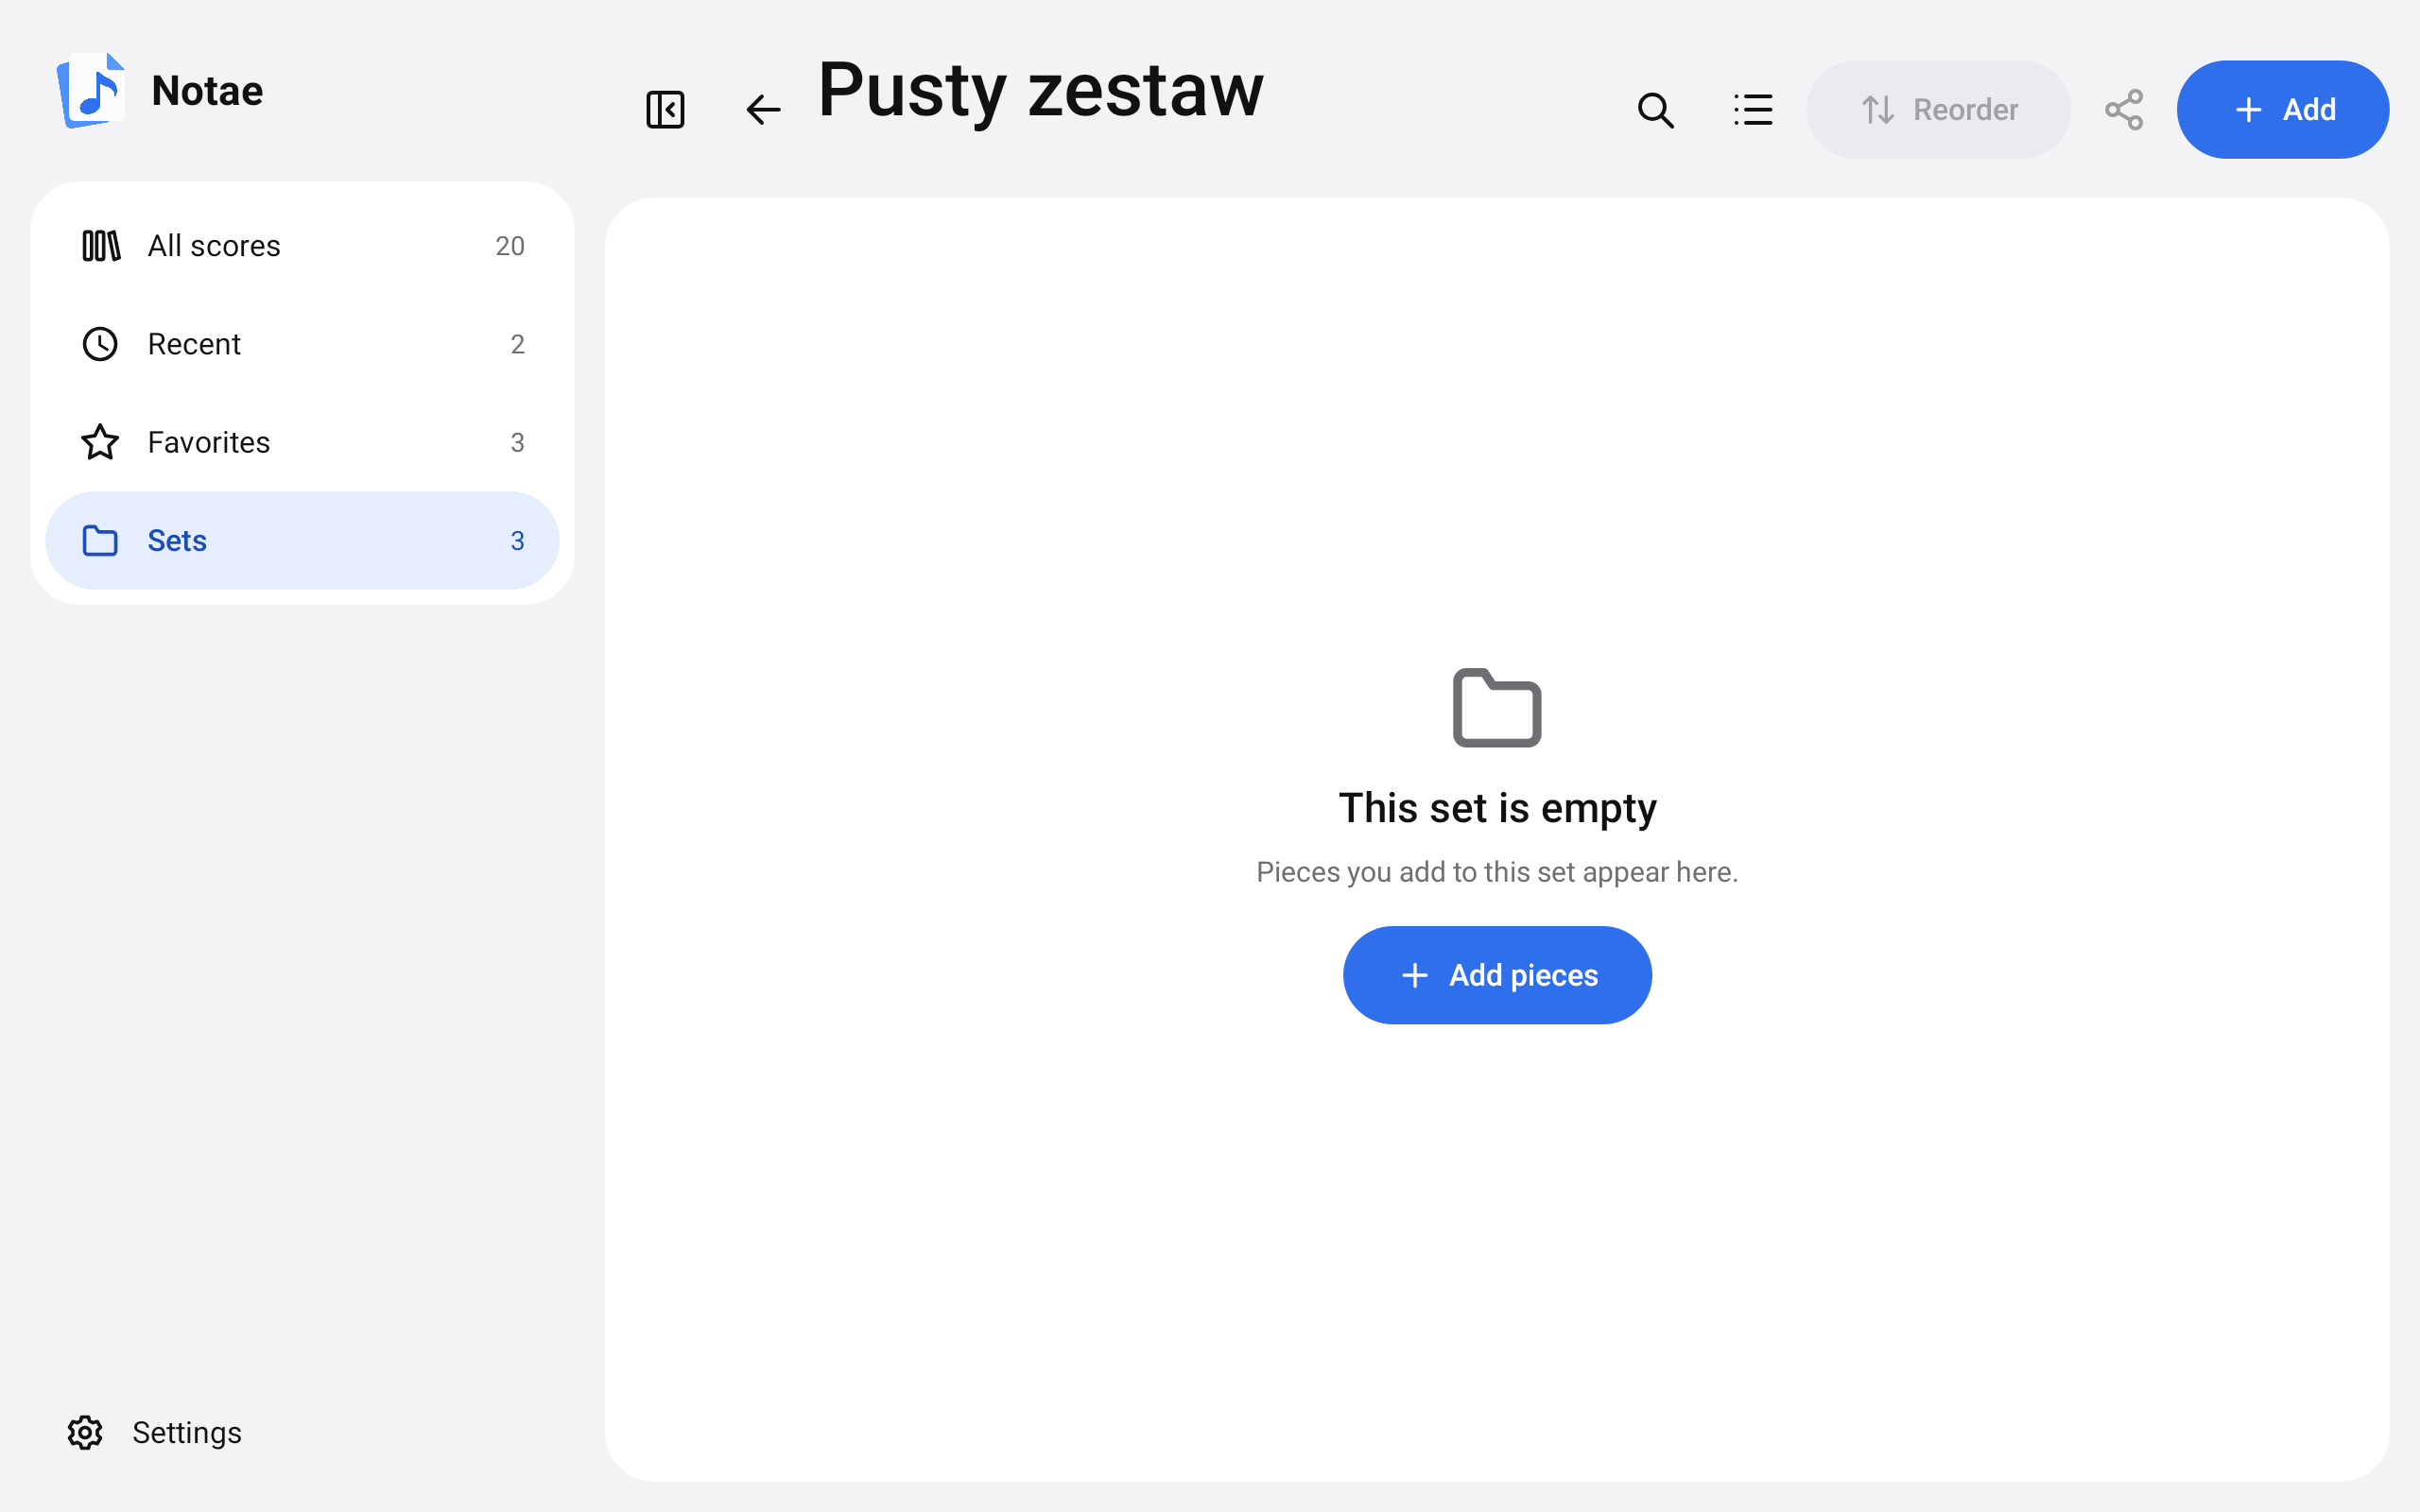 Notae
Pusty zestaw
Reorder
Add
All scores 20
Recent 2
Favorites 3
Sets 3
This set is empty
Pieces you add to this set appear here.
Add pieces
Settings